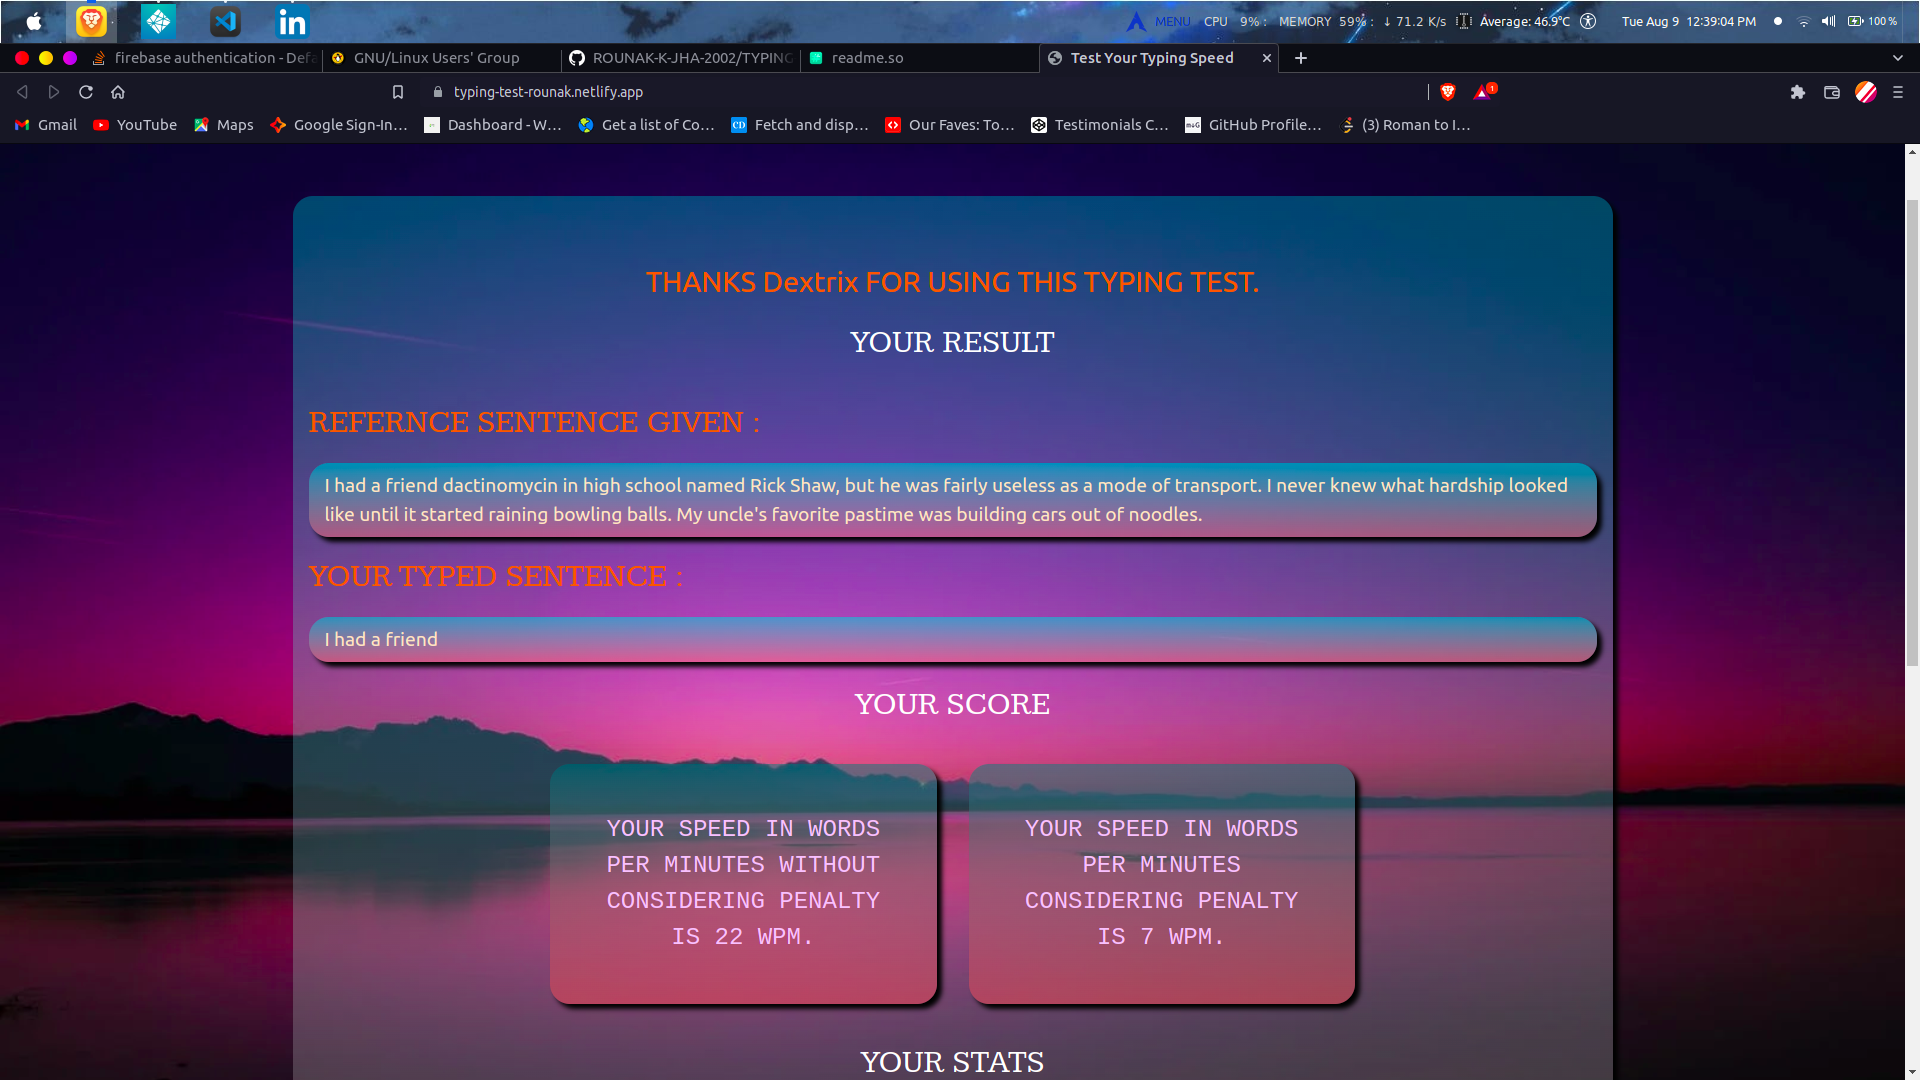 MENU CPU 9% : MEMORY 59% : ↓ 71.2 K/s Average: 46.9°C Tue Aug 9 12:39:04 PM 100 %
firebase authentication - Defa GNU/Linux Users' Group ROUNAK-K-JHA-2002/TYPING readme.so Test Your Typing Speed
typing-test-rounak.netlify.app 1
Gmail YouTube Maps Google Sign-In... Dashboard - W... Get a list of Co... CD Fetch and disp... Our Faves: To... Testimonials C... GitHub Profile... (3) Roman to I...
THANKS Dextrix FOR USING THIS TYPING TEST.
YOUR RESULT
REFERNCE SENTENCE GIVEN :
I had a friend dactinomycin in high school named Rick Shaw, but he was fairly useless as a mode of transport. I never knew what hardship looked
like until it started raining bowling balls. My uncle's favorite pastime was building cars out of noodles.
YOUR TYPED SENTENCE :
I had a friend
YOUR SCORE
YOUR SPEED IN WORDS
PER MINUTES WITHOUT
CONSIDERING PENALTY
IS 22 WPM.
YOUR SPEED IN WORDS
PER MINUTES
CONSIDERING PENALTY
IS 7 WPM.
YOUR STATS